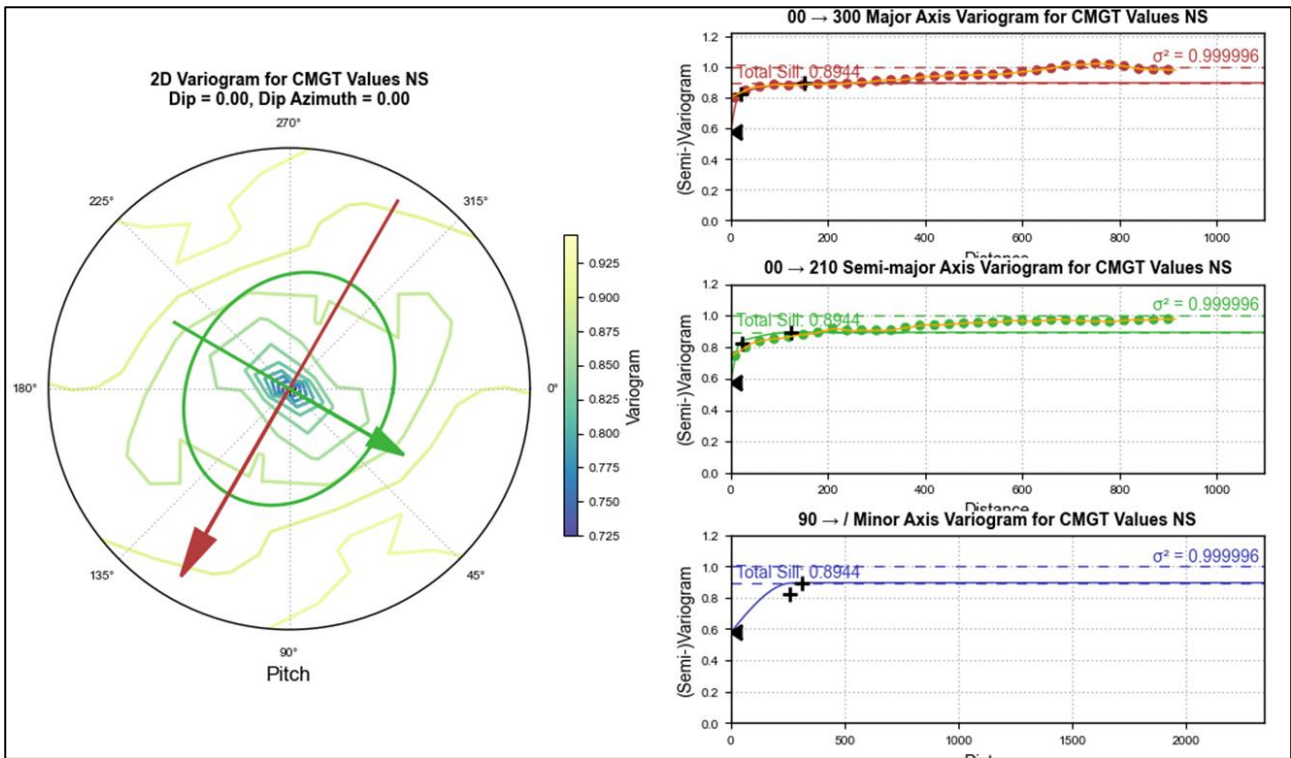 2D Variogram for CMGT Values NS
Dip = 0.00, Dip Azimuth = 0.00
270°
225°
315°
180°
0°
135°
45°
90°
Pitch
0.925
0.900
0.875
0.850
0.825
0.800
0.775
0.750
0.725
Variogram
00 → 300 Major Axis Variogram for CMGT Values NS
σ² = 0.999996
Total Sill: 0.8944
(Semi-)Variogram
1.2
1.0
0.8
0.6
0.4
0.2
0.0
0 200 400 600 800 1000
Distance
00 → 210 Semi-major Axis Variogram for CMGT Values NS
σ² = 0.999996
Total Sill: 0.8944
(Semi-)Variogram
1.2
1.0
0.8
0.6
0.4
0.2
0.0
0 200 400 600 800 1000
Distance
90 → / Minor Axis Variogram for CMGT Values NS
σ² = 0.999996
Total Sill: 0.8944
(Semi-)Variogram
1.2
1.0
0.8
0.6
0.4
0.2
0.0
0 500 1000 1500 2000